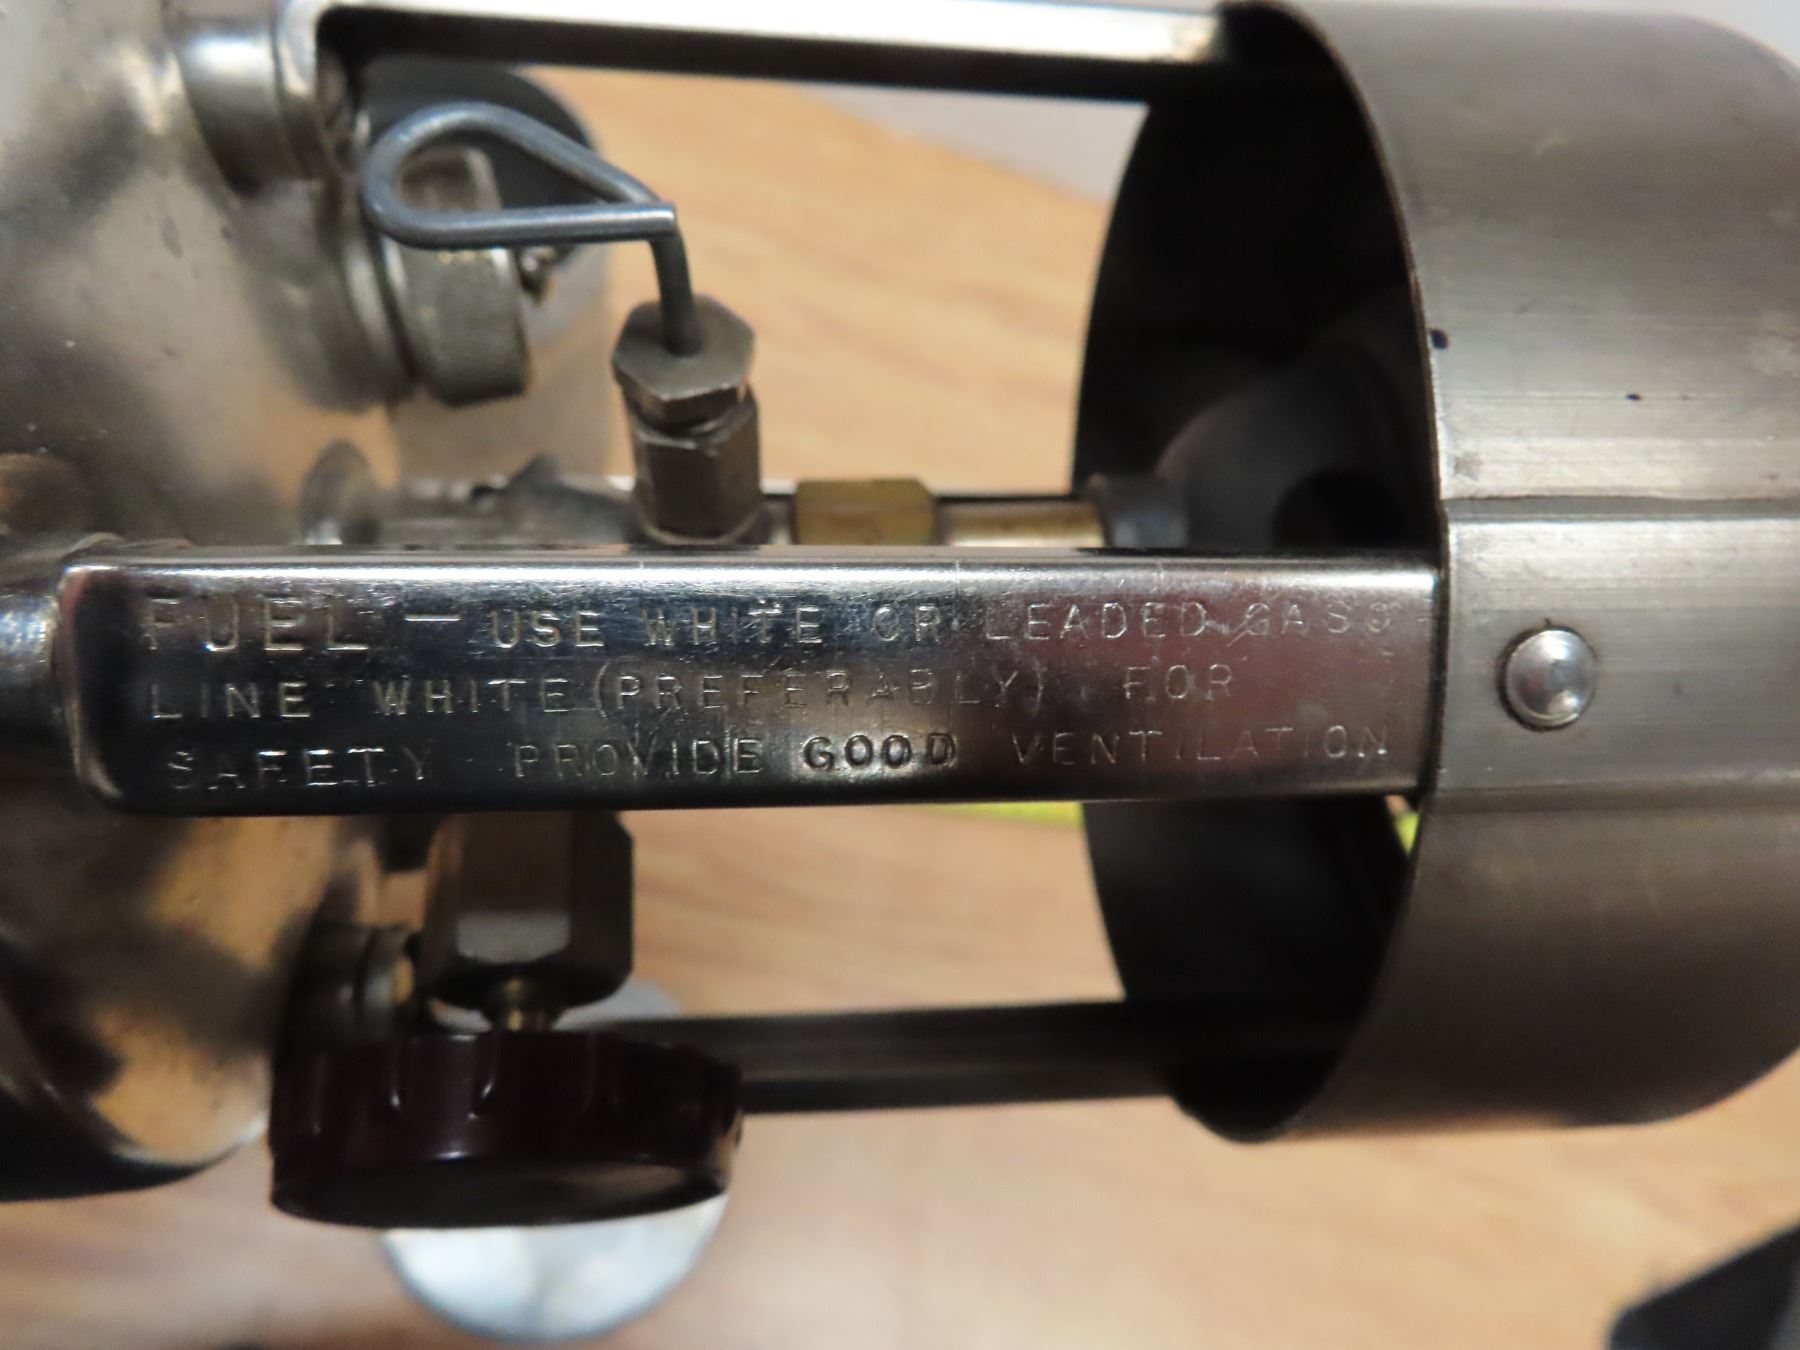 FUEL — USE WHITE OR LEADED GASO
LINE WHITE (PREFERABLY). FOR
SAFETY PROVIDE GOOD VENTILATION